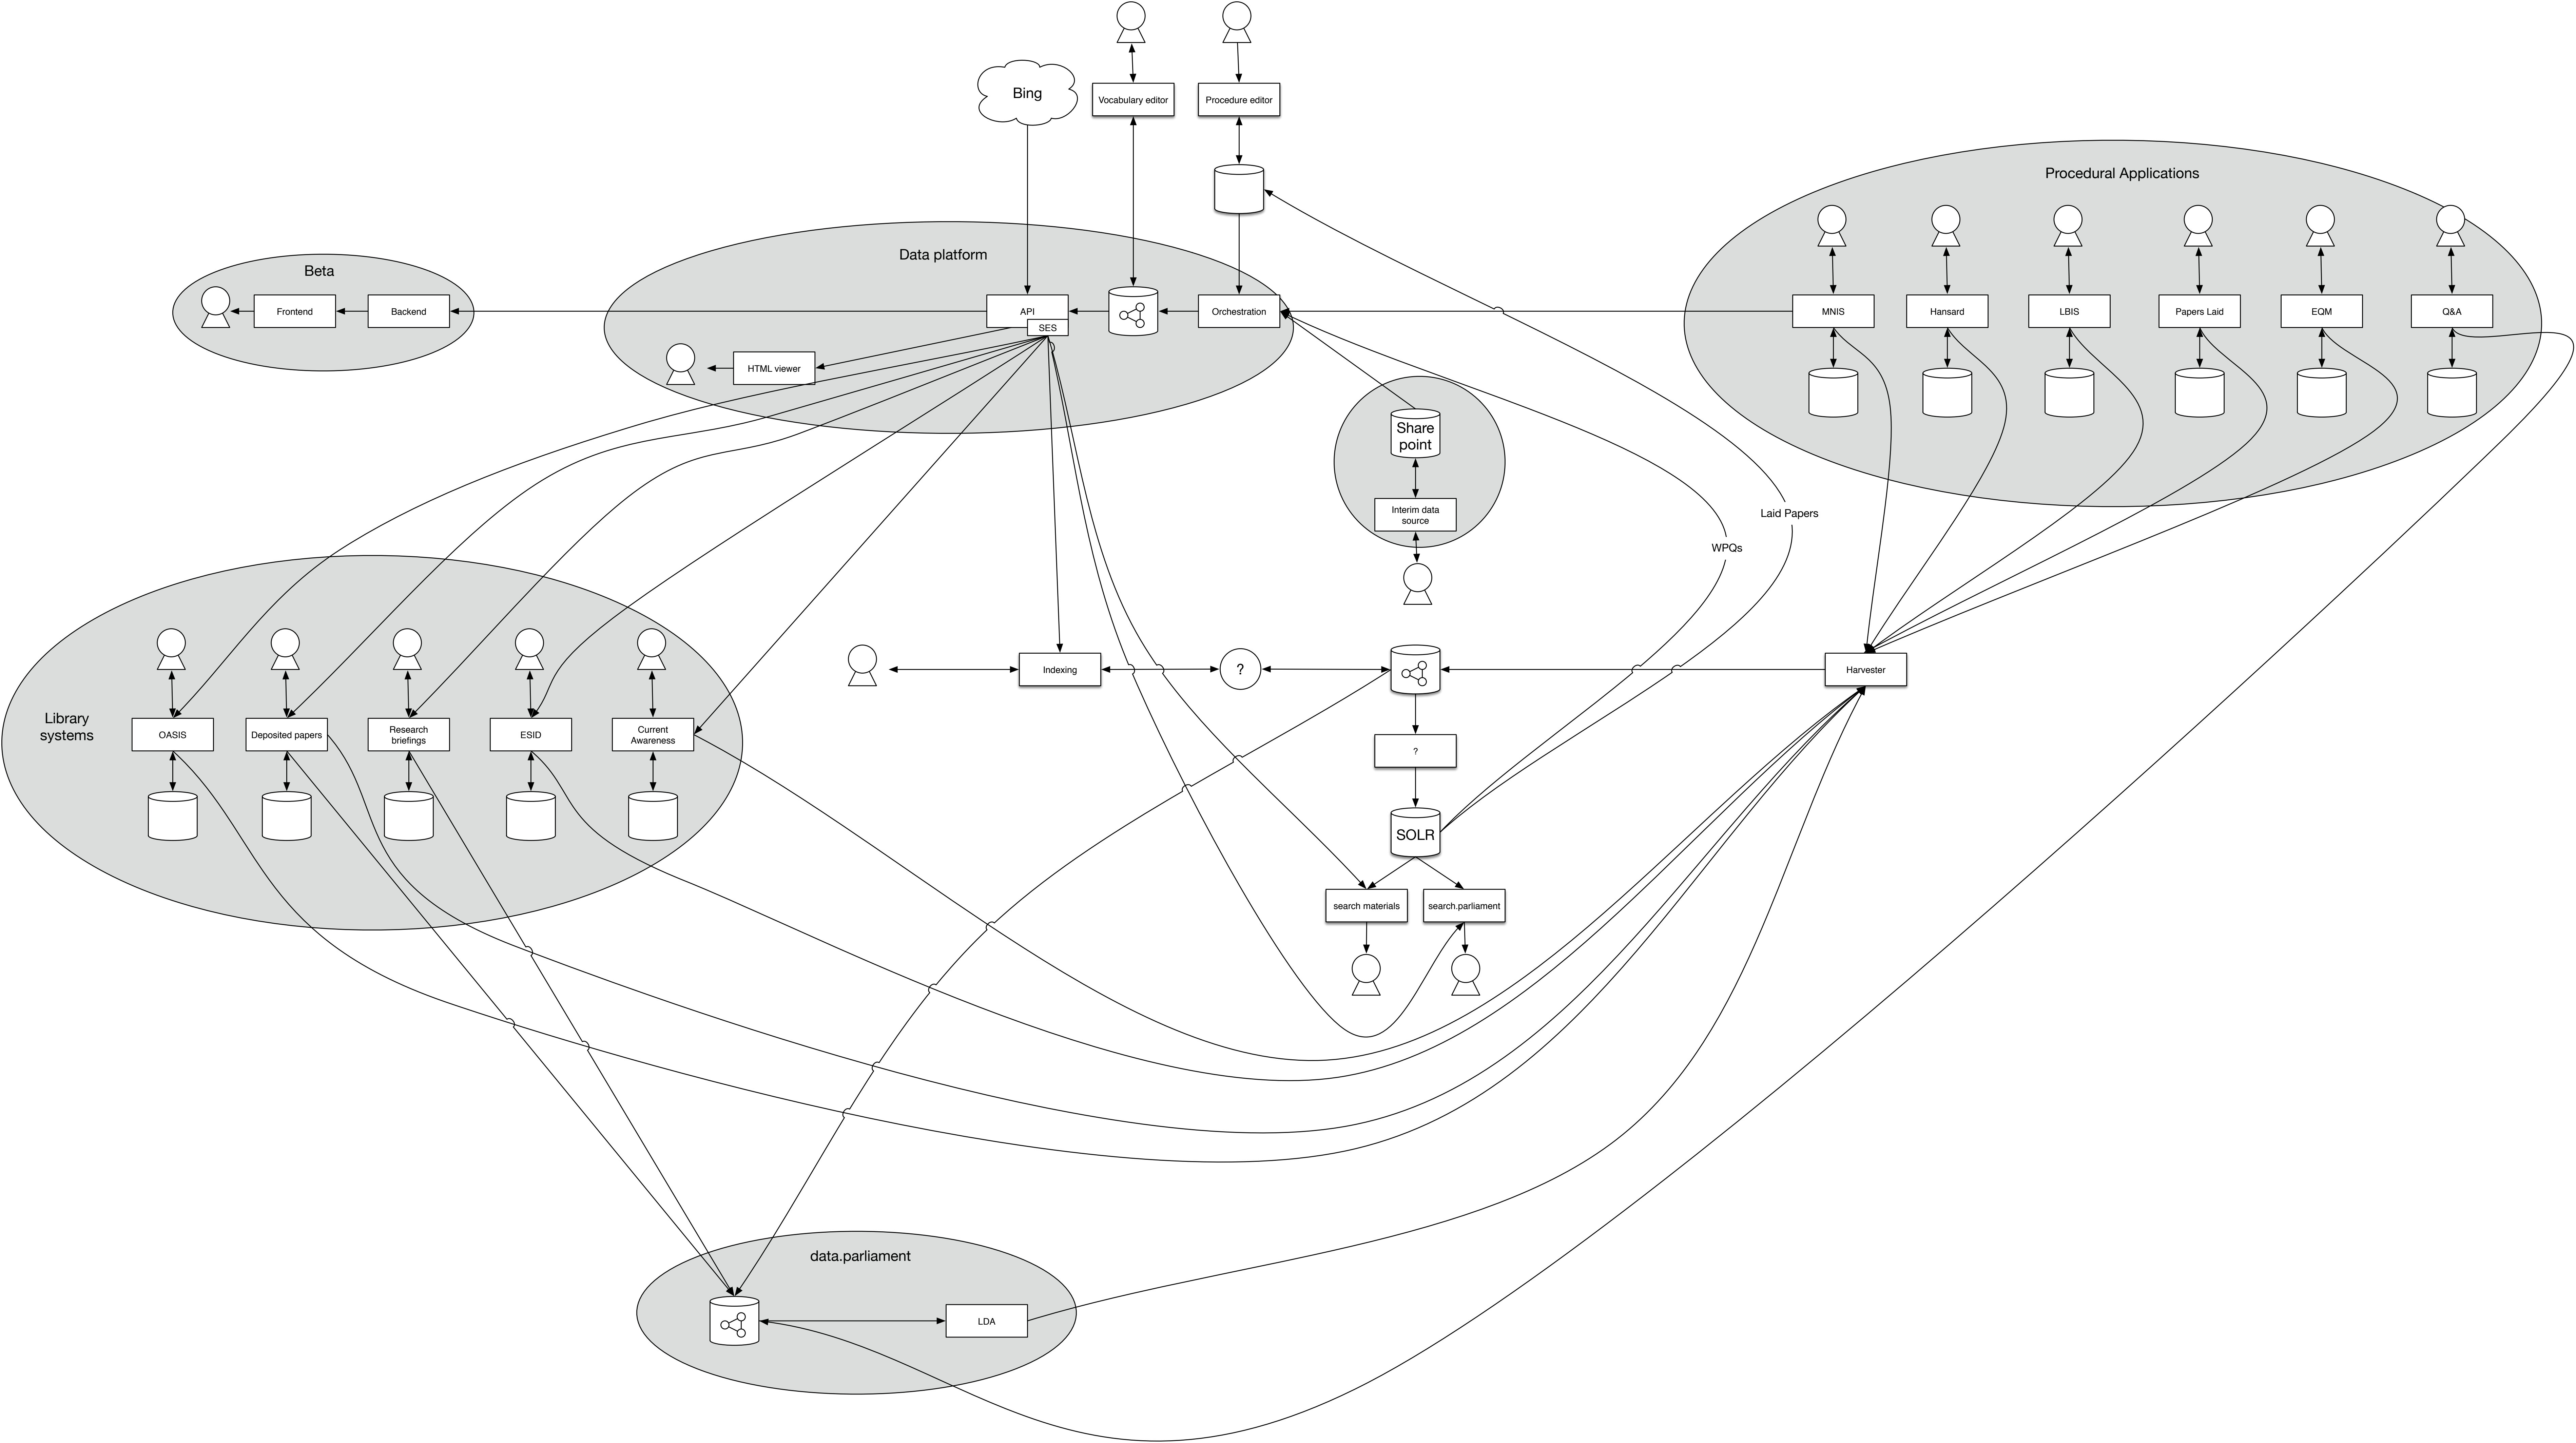 Bing
Vocabulary editor
Procedure editor
Procedural Applications
Data platform
Beta
Frontend
Backend
API
SES
Orchestration
MNIS
Hansard
LBIS
Papers Laid
EQM
Q&A
HTML viewer
Share
point
Interim data
source
Laid Papers
WPQs
Indexing
?
Harvester
Library
systems
OASIS
Deposited papers
Research
briefings
ESID
Current
Awareness
?
SOLR
search materials
search.parliament
data.parliament
LDA